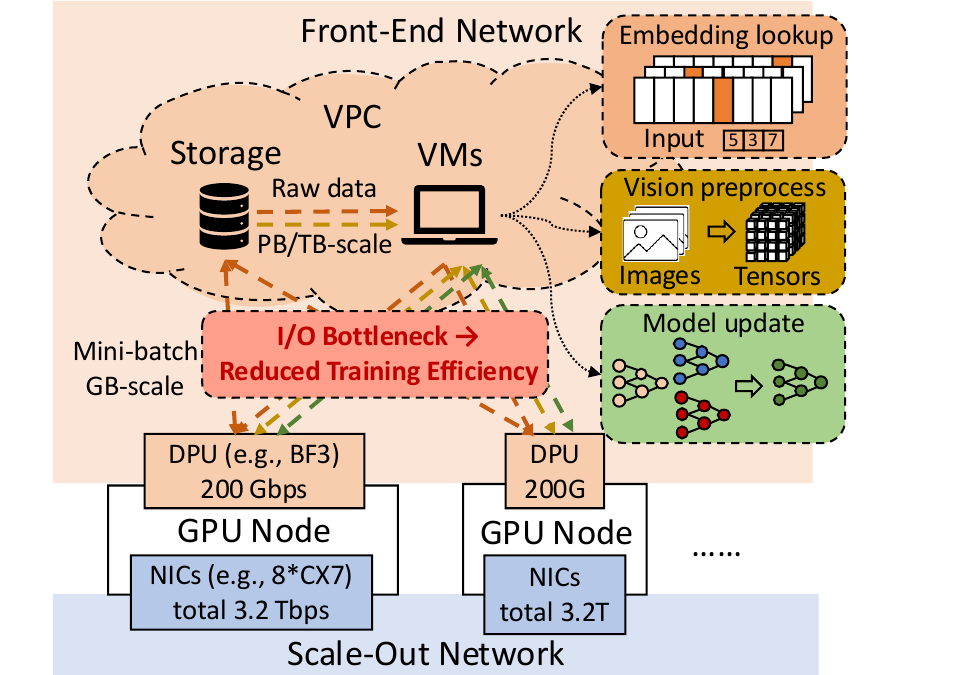 Front-End Network
VPC
Storage
VMs
Raw data
PB/TB-scale
Embedding lookup
Input
5 3 7
Vision preprocess
Images
Tensors
Model update
I/O Bottleneck →
Reduced Training Efficiency
Mini-batch
GB-scale
DPU (e.g., BF3)
200 Gbps
GPU Node
NICs (e.g., 8*CX7)
total 3.2 Tbps
DPU
200G
GPU Node
NICs
total 3.2T
......
Scale-Out Network